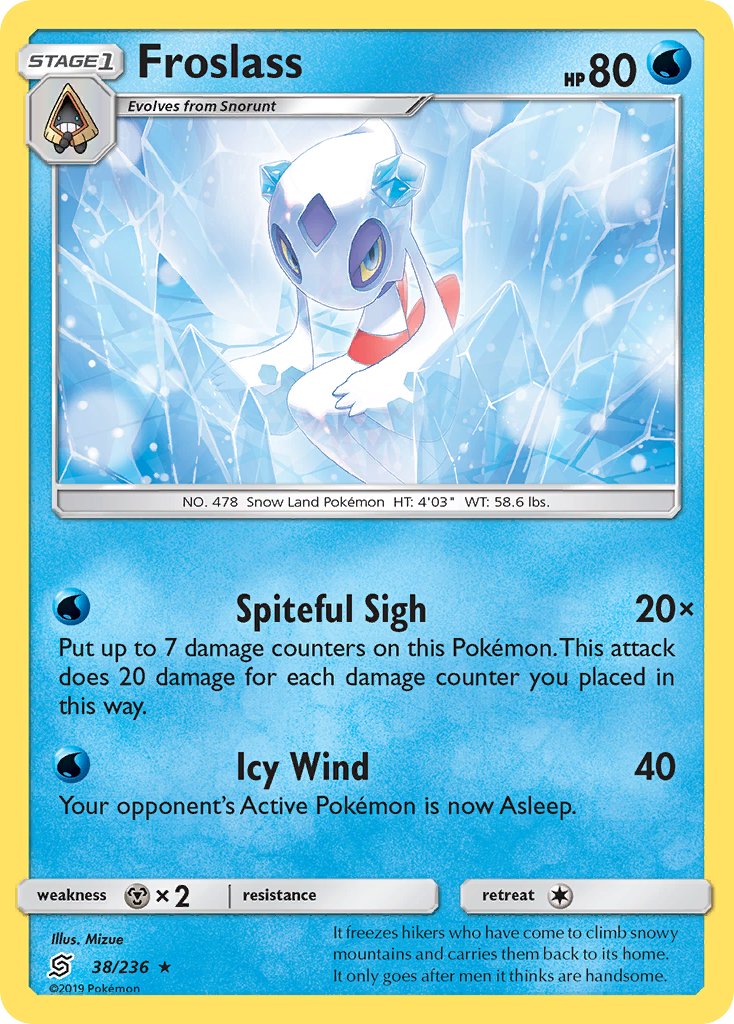 STAGE1
Froslass
HP 80
Evolves from Snorunt
NO. 478 Snow Land Pokémon HT: 4'03" WT: 58.6 lbs.
Spiteful Sigh 20×
Put up to 7 damage counters on this Pokémon. This attack
does 20 damage for each damage counter you placed in
this way.
Icy Wind 40
Your opponent's Active Pokémon is now Asleep.
weakness ×2 resistance retreat
Illus. Mizue
38/236 ★
©2019 Pokémon
It freezes hikers who have come to climb snowy
mountains and carries them back to its home.
It only goes after men it thinks are handsome.